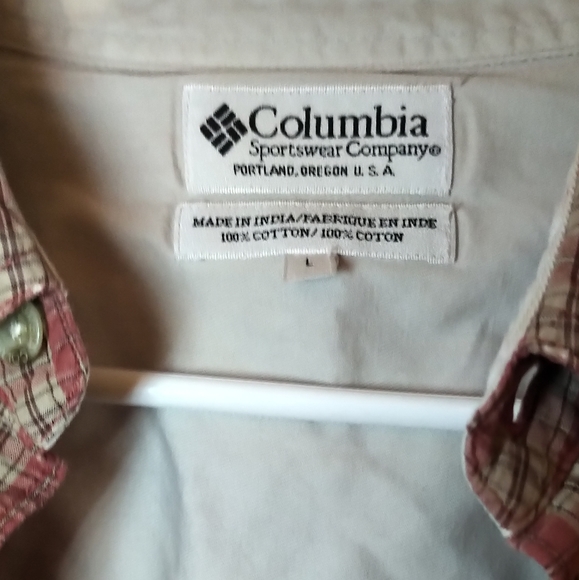 Columbia
Sportswear Company®
PORTLAND, OREGON U.S.A.
MADE IN INDIA/FABRIQUE EN INDE
100% COTTON/100% COTON
L